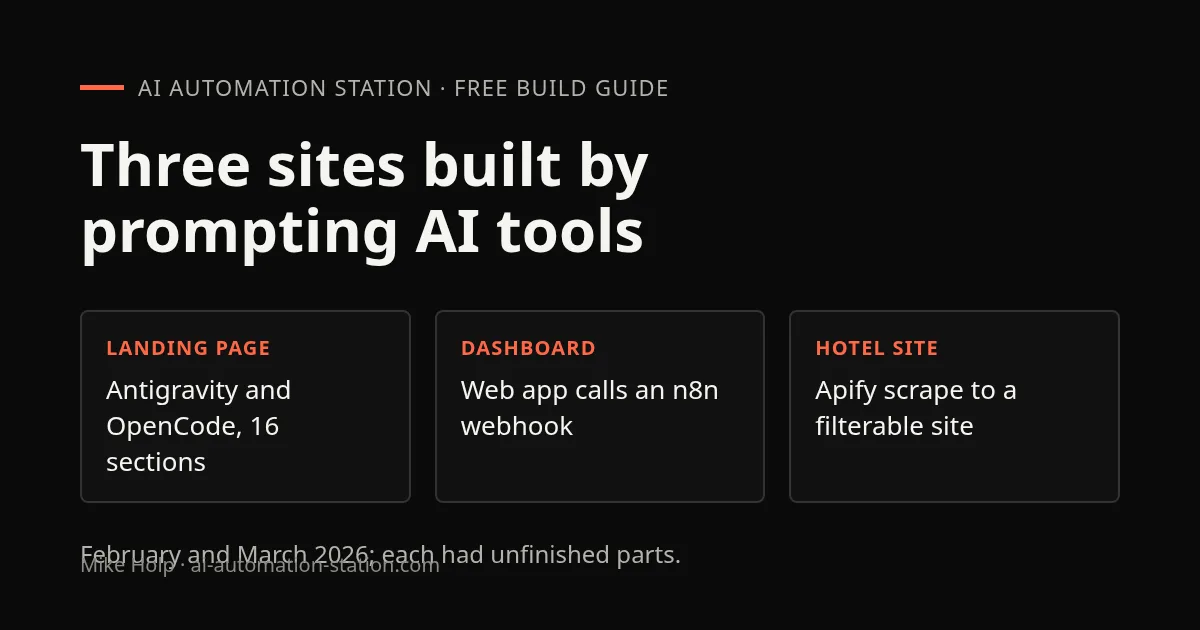 AI AUTOMATION STATION · FREE BUILD GUIDE
Three sites built by
prompting AI tools
LANDING PAGE
Antigravity and
OpenCode, 16
sections
DASHBOARD
Web app calls an n8n
webhook
HOTEL SITE
Apify scrape to a
filterable site
February and March 2026; each had unfinished parts.
Mike Holp · ai-automation-station.com